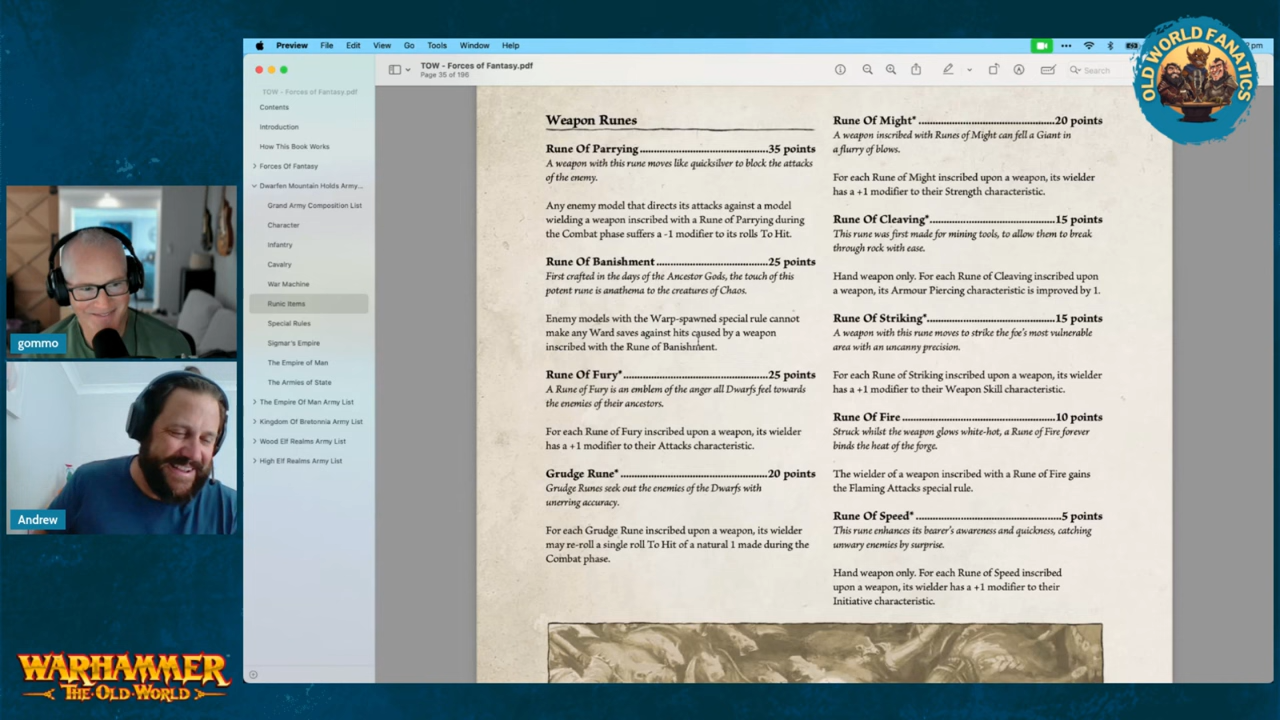 Preview File Edit View Go Tools Window Help
pm
TOW - Forces of Fantasy.pdf
Page 35 of 196
Search
OLD WORLD FANATICS
TOW - Forces of Fantasy.pdf
Contents
Introduction
How This Book Works
Forces Of Fantasy
Dwarfen Mountain Holds Army...
Grand Army Composition List
Character
Infantry
Cavalry
War Machine
Runic Items
Special Rules
Sigmar's Empire
The Empire of Man
The Armies of State
The Empire Of Man Army List
Kingdom Of Bretonnia Army List
Wood Elf Realms Army List
High Elf Realms Army List
gommo
Andrew
WARHAMMER
THE OLD WORLD
Weapon Runes
Rune Of Parrying 35 points
A weapon with this rune moves like quicksilver to block the attacks
of the enemy.
Any enemy model that directs its attacks against a model
wielding a weapon inscribed with a Rune of Parrying during
the Combat phase suffers a -1 modifier to its rolls To Hit.
Rune Of Banishment 25 points
First crafted in the days of the Ancestor Gods, the touch of this
potent rune is anathema to the creatures of Chaos.
Enemy models with the Warp-spawned special rule cannot
make any Ward saves against hits caused by a weapon
inscribed with the Rune of Banishment.
Rune Of Fury* 25 points
A Rune of Fury is an emblem of the anger all Dwarfs feel towards
the enemies of their ancestors.
For each Rune of Fury inscribed upon a weapon, its wielder
has a +1 modifier to their Attacks characteristic.
Grudge Rune* 20 points
Grudge Runes seek out the enemies of the Dwarfs with
unerring accuracy.
For each Grudge Rune inscribed upon a weapon, its wielder
may re-roll a single roll To Hit of a natural 1 made during the
Combat phase.
Rune Of Might* 20 points
A weapon inscribed with Runes of Might can fell a Giant in
a flurry of blows.
For each Rune of Might inscribed upon a weapon, its wielder
has a +1 modifier to their Strength characteristic.
Rune Of Cleaving* 15 points
This rune was first made for mining tools, to allow them to break
through rock with ease.
Hand weapon only. For each Rune of Cleaving inscribed upon
a weapon, its Armour Piercing characteristic is improved by 1.
Rune Of Striking* 15 points
A weapon with this rune moves to strike the foe's most vulnerable
area with an uncanny precision.
For each Rune of Striking inscribed upon a weapon, its wielder
has a +1 modifier to their Weapon Skill characteristic.
Rune Of Fire 10 points
Struck whilst the weapon glows white-hot, a Rune of Fire forever
binds the heat of the forge.
The wielder of a weapon inscribed with a Rune of Fire gains
the Flaming Attacks special rule.
Rune Of Speed* 5 points
This rune enhances its bearer's awareness and quickness, catching
unwary enemies by surprise.
Hand weapon only. For each Rune of Speed inscribed
upon a weapon, its wielder has a +1 modifier to their
Initiative characteristic.